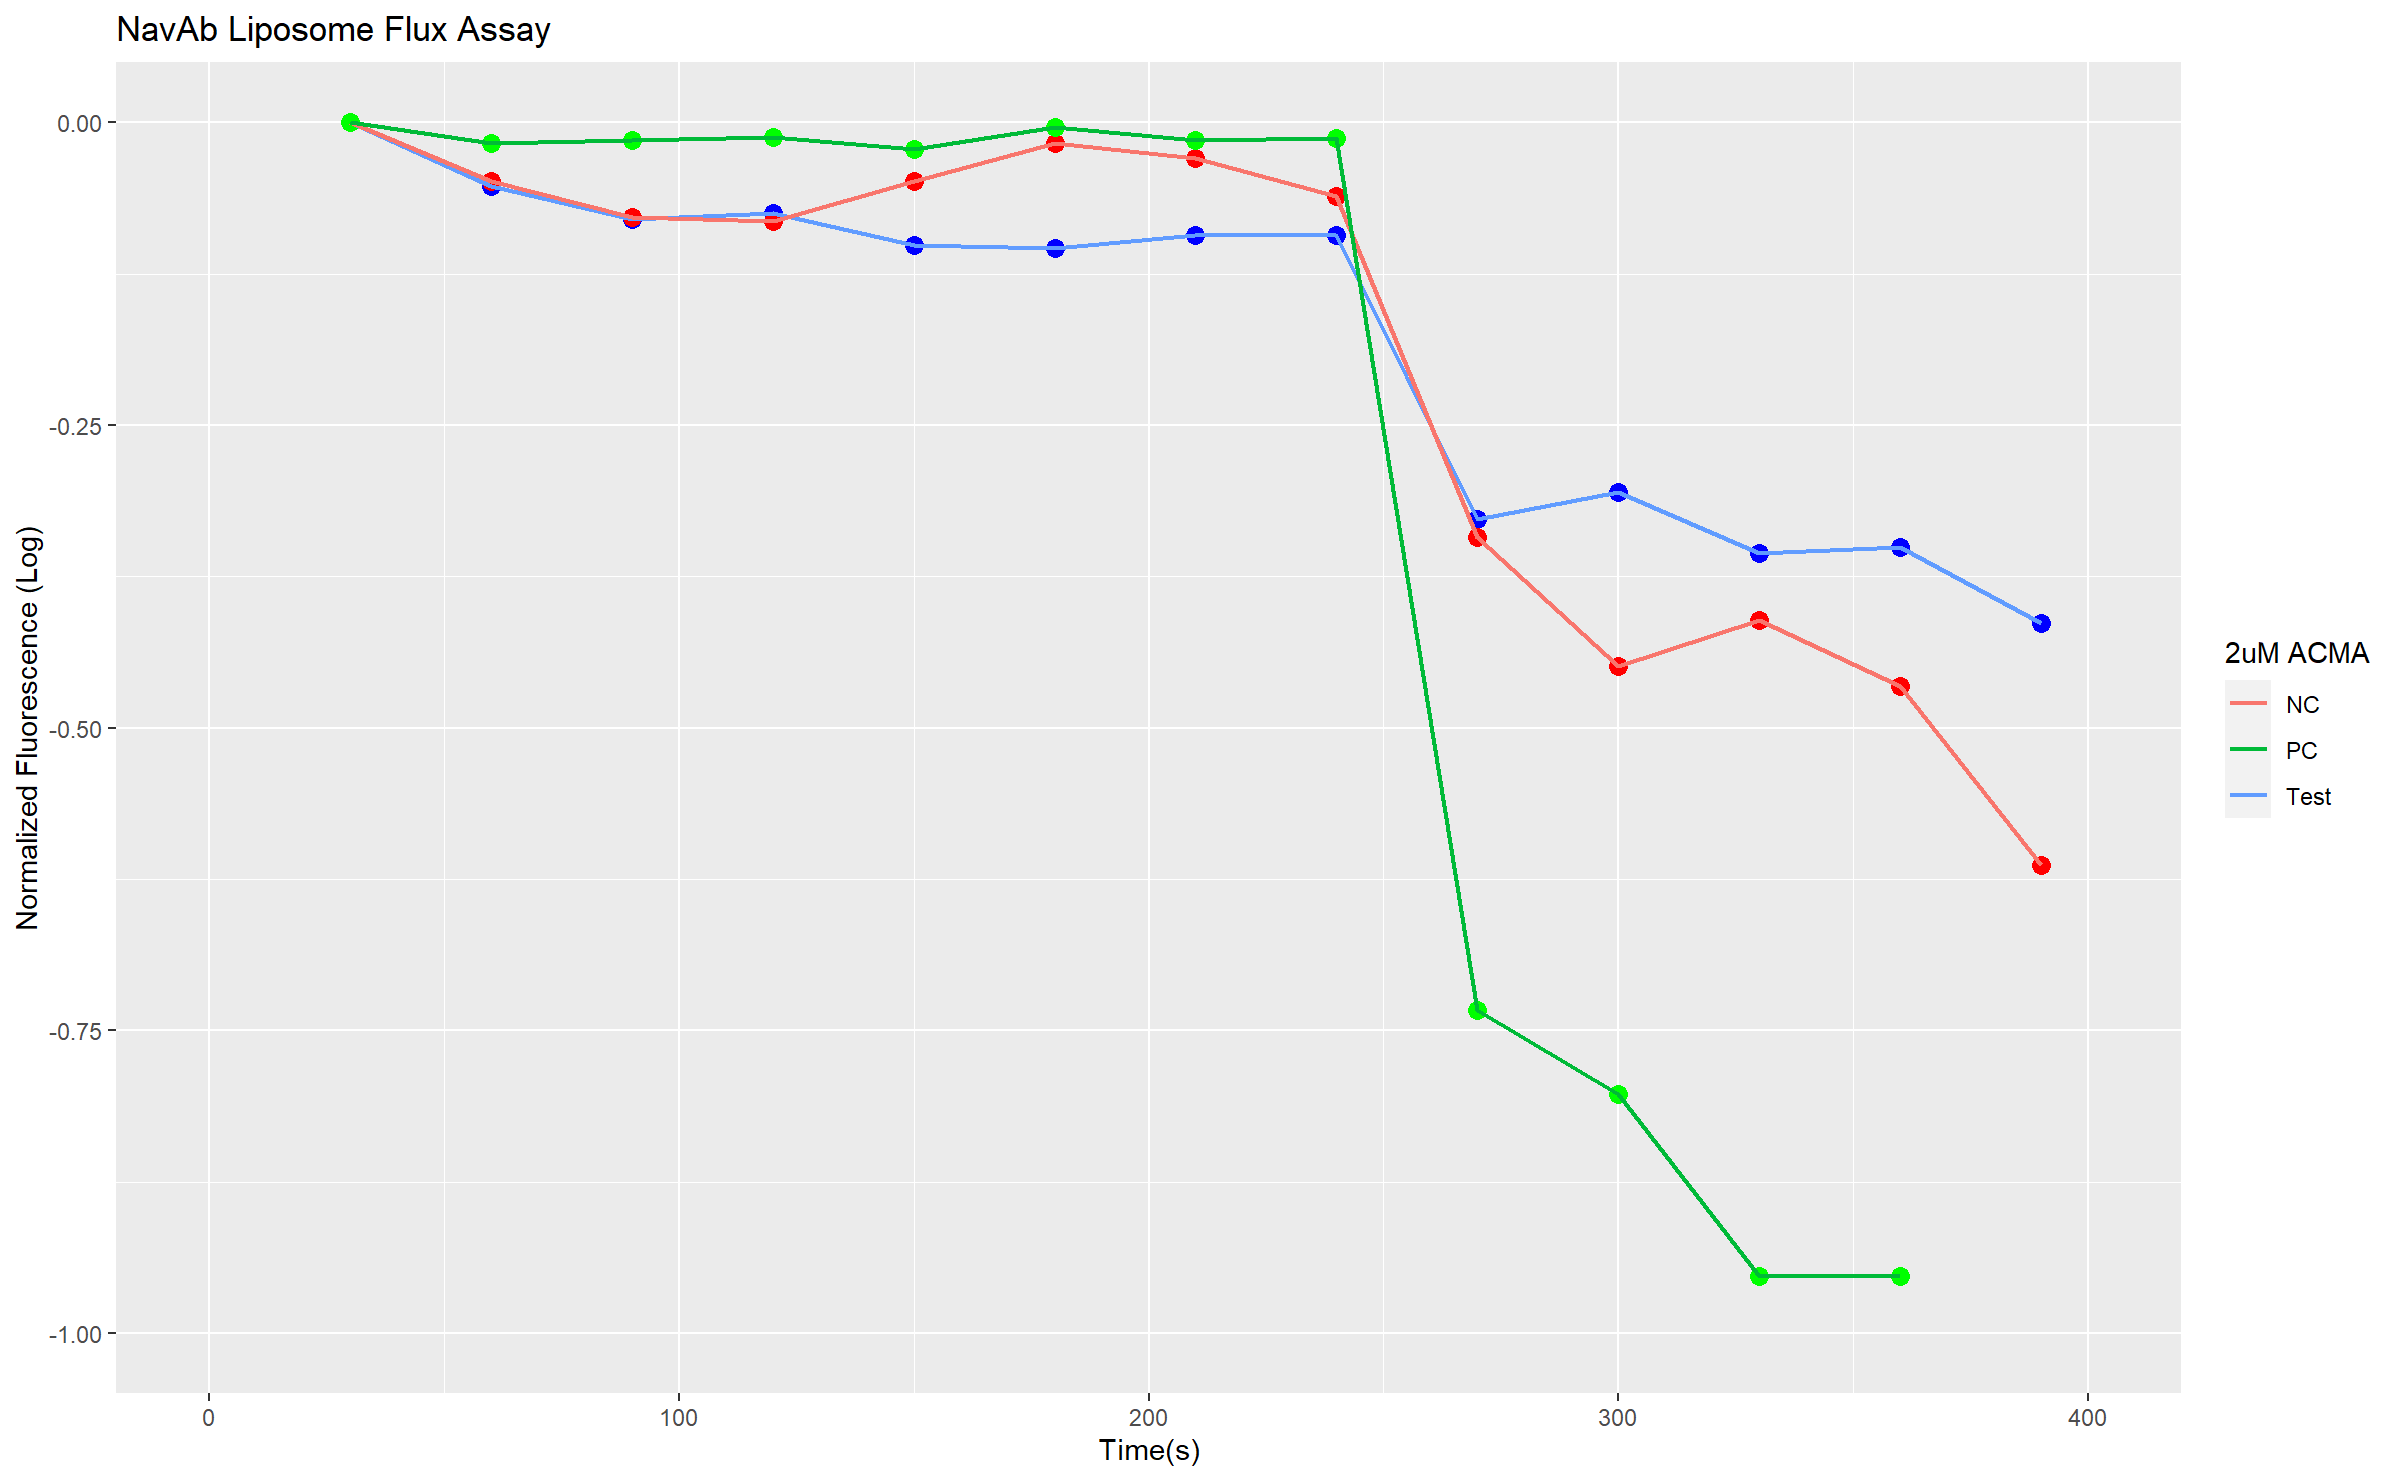 NavAb Liposome Flux Assay
Normalized Fluorescence (Log)
0.00
-0.25
-0.50
-0.75
-1.00
0 100 200 300 400
Time(s)
2uM ACMA
NC
PC
Test